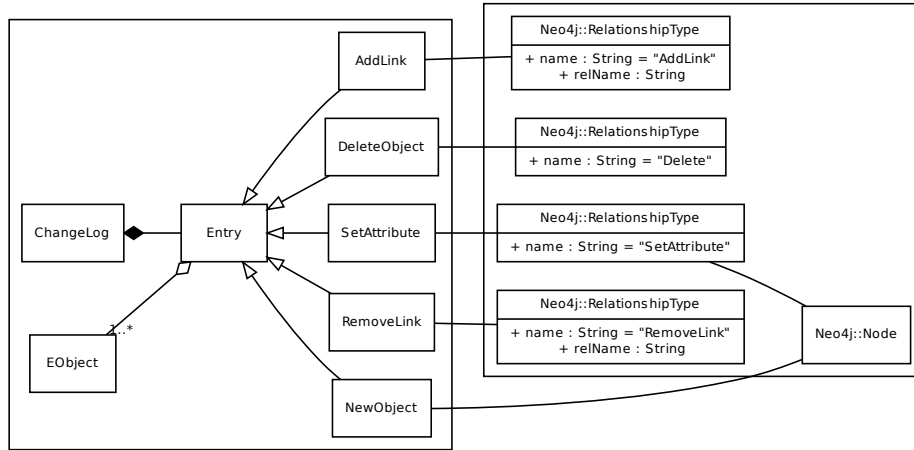 AddLink
Neo4j::RelationshipType
+ name : String = "AddLink"
+ relName : String
DeleteObject
Neo4j::RelationshipType
+ name : String = "Delete"
ChangeLog
Entry
SetAttribute
Neo4j::RelationshipType
+ name : String = "SetAttribute"
1..*
EObject
RemoveLink
Neo4j::RelationshipType
+ name : String = "RemoveLink"
+ relName : String
Neo4j::Node
NewObject